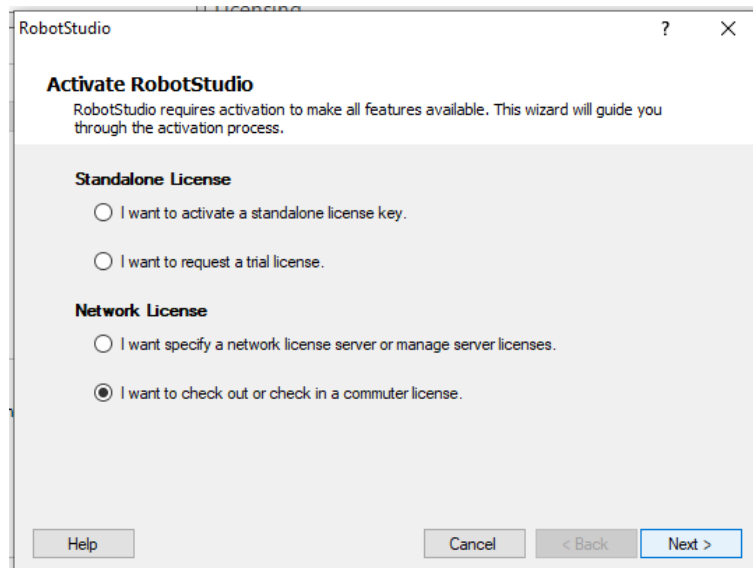 Licensing
RobotStudio
?
Activate RobotStudio
RobotStudio requires activation to make all features available. This wizard will guide you
through the activation process.
Standalone License
I want to activate a standalone license key.
I want to request a trial license.
Network License
I want specify a network license server or manage server licenses.
I want to check out or check in a commuter license.
Help
Cancel
< Back
Next >